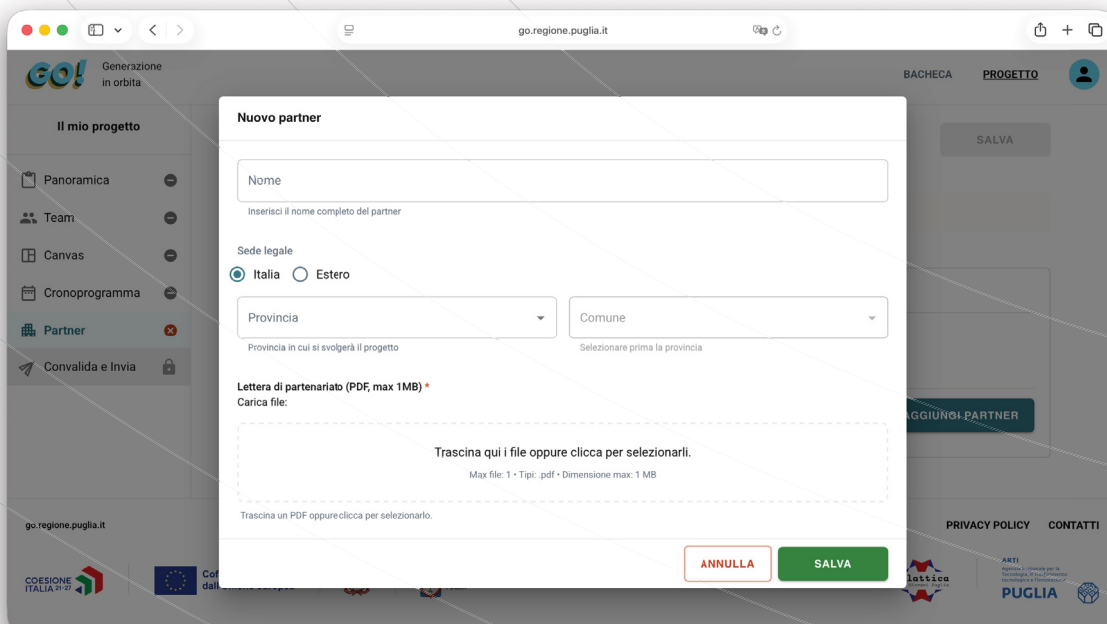 go.regione.puglia.it
GO! Generazione
in orbita
BACHECA PROGETTO
Il mio progetto
SALVA
Panoramica
Team
Canvas
Cronoprogramma
Partner
Convalida e Invia
Nuovo partner
Nome
Inserisci il nome completo del partner
Sede legale
Italia Estero
Provincia
Comune
Provincia in cui si svolgerà il progetto
Selezionare prima la provincia
Lettera di partenariato (PDF, max 1MB) *
Carica file:
Trascina qui i file oppure clicca per selezionarli.
Max file: 1 • Tipi: .pdf • Dimensione max: 1 MB
Trascina un PDF oppure clicca per selezionarlo.
ANNULLA SALVA
AGGIUNGI PARTNER
go.regione.puglia.it
PRIVACY POLICY CONTATTI
COESIONE
ITALIA 21-27
ARTI
PUGLIA